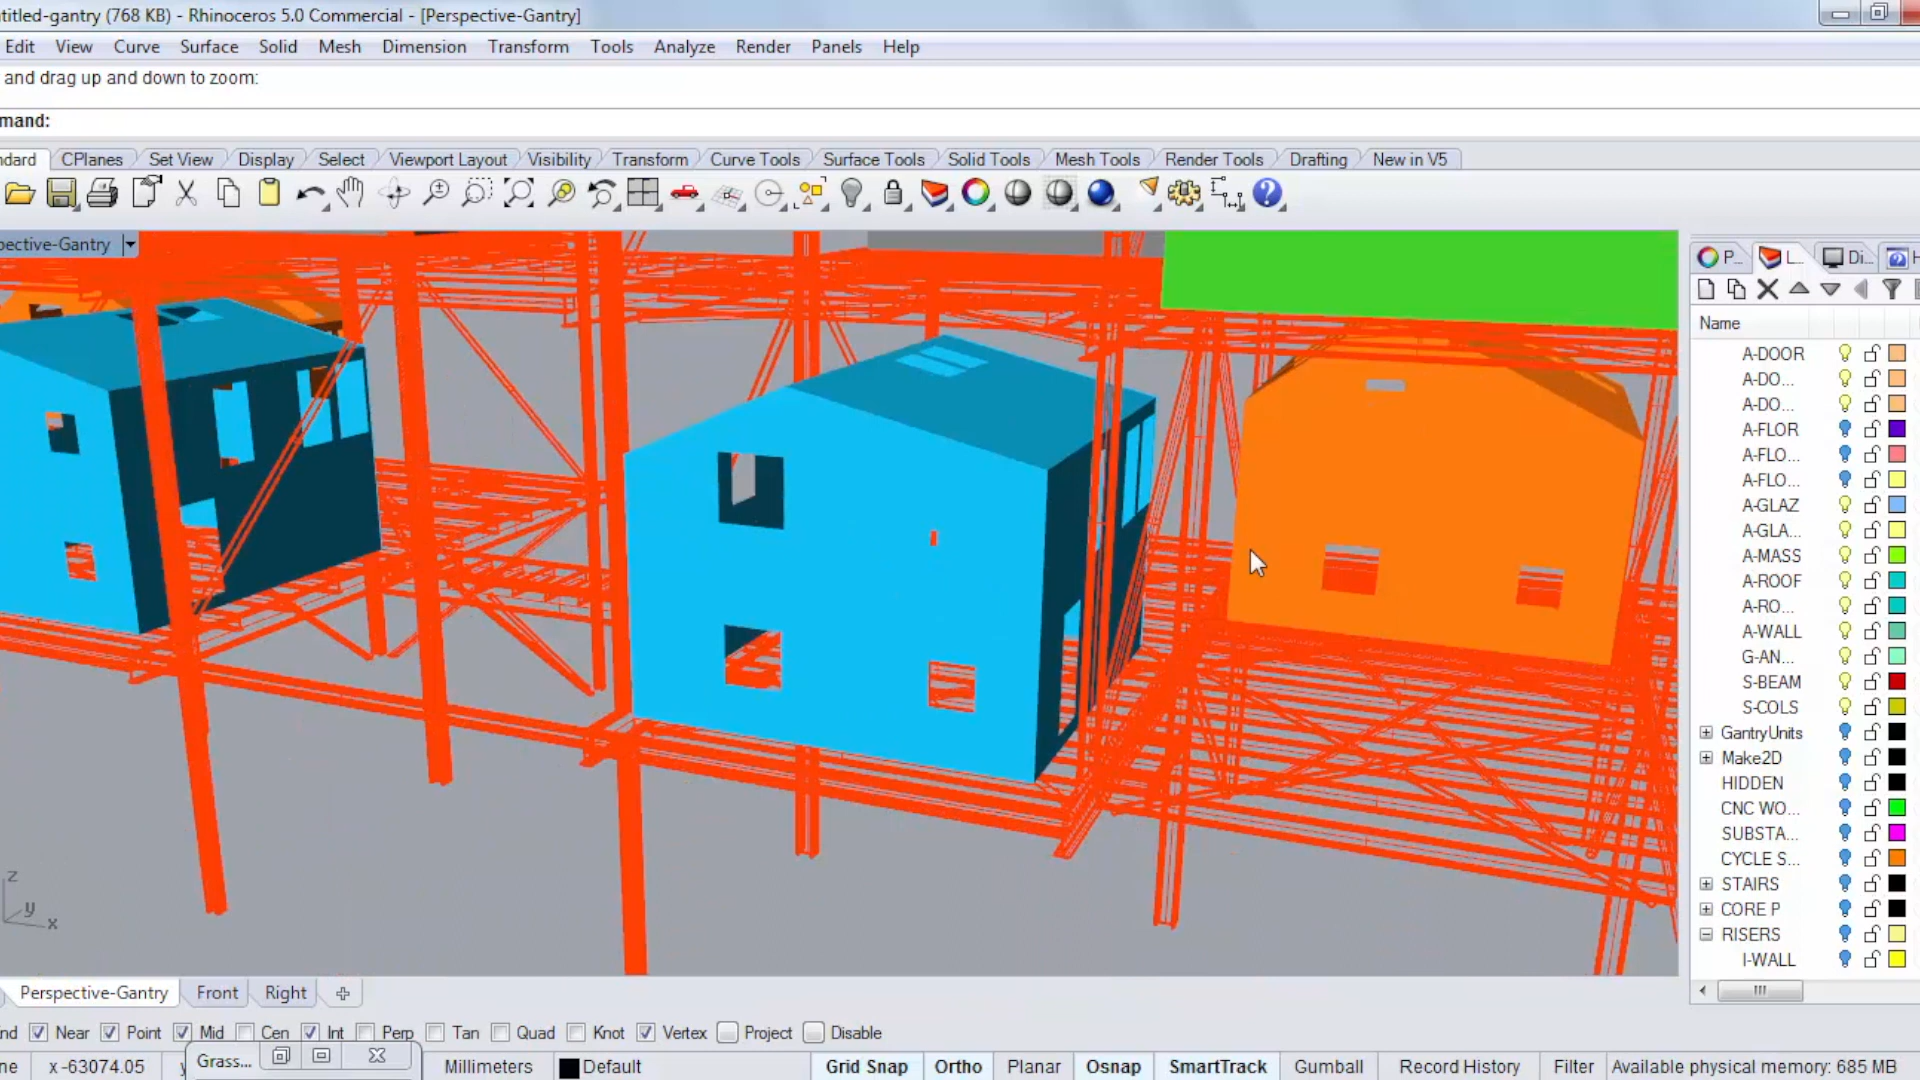 titled-gantry (768 KB) - Rhinoceros 5.0 Commercial - [Perspective-Gantry]
Edit View Curve Surface Solid Mesh Dimension Transform Tools Analyze Render Panels Help
and drag up and down to zoom:
mand:
ndard CPlanes Set View Display Select Viewport Layout Visibility Transform Curve Tools Surface Tools Solid Tools Mesh Tools Render Tools Drafting New in V5
pective-Gantry
P... L... Di... H
Name
A-DOOR
A-DO...
A-DO...
A-FLOR
A-FLO...
A-FLO...
A-GLAZ
A-GLA...
A-MASS
A-ROOF
A-RO...
A-WALL
G-AN...
S-BEAM
S-COLS
GantryUnits
Make2D
HIDDEN
CNC WO...
SUBSTA...
CYCLE S...
STAIRS
CORE P
RISERS
I-WALL
z
y
x
Perspective-Gantry Front Right
nd Near Point Mid Cen Int Perp Tan Quad Knot Vertex Project Disable
ne x -63074.05 y Grass... Millimeters Default Grid Snap Ortho Planar Osnap SmartTrack Gumball Record History Filter Available physical memory: 685 MB